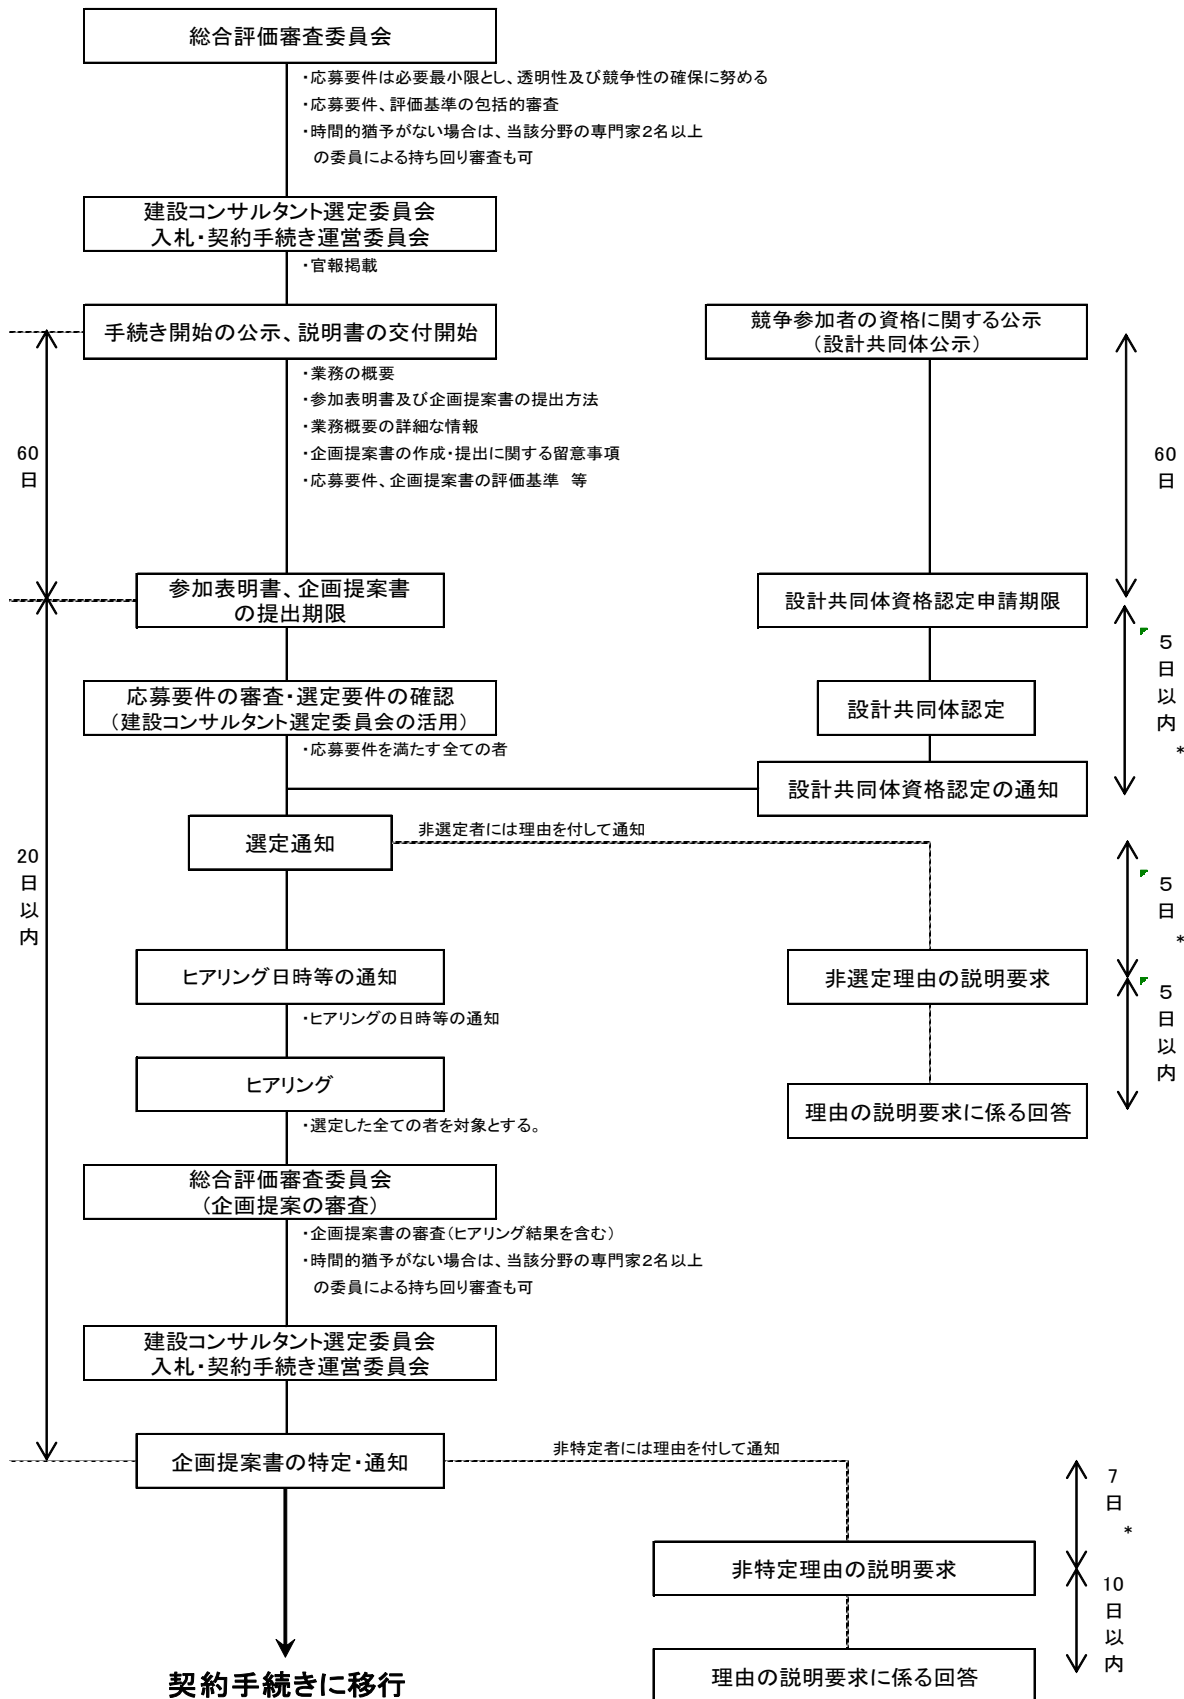 総合評価審査委員会
・応募要件は必要最小限とし、透明性及び競争性の確保に努める
・応募要件、評価基準の包括的審査
・時間的猶予がない場合は、当該分野の専門家2名以上
の委員による持ち回り審査も可
建設コンサルタント選定委員会
入札・契約手続き運営委員会
・官報掲載
手続き開始の公示、説明書の交付開始
競争参加者の資格に関する公示
（設計共同体公示）
・業務の概要
・参加表明書及び企画提案書の提出方法
・業務概要の詳細な情報
・企画提案書の作成・提出に関する留意事項
・応募要件、企画提案書の評価基準　等
60日
60日
参加表明書、企画提案書
の提出期限
設計共同体資格認定申請期限
5日以内*
応募要件の審査・選定要件の確認
（建設コンサルタント選定委員会の活用）
設計共同体認定
・応募要件を満たす全ての者
設計共同体資格認定の通知
選定通知
非選定者には理由を付して通知
20日以内
5日*
ヒアリング日時等の通知
非選定理由の説明要求
・ヒアリングの日時等の通知
5日以内
ヒアリング
理由の説明要求に係る回答
・選定した全ての者を対象とする。
総合評価審査委員会
（企画提案の審査）
・企画提案書の審査（ヒアリング結果を含む）
・時間的猶予がない場合は、当該分野の専門家2名以上
の委員による持ち回り審査も可
建設コンサルタント選定委員会
入札・契約手続き運営委員会
企画提案書の特定・通知
非特定者には理由を付して通知
7日*
非特定理由の説明要求
10日以内
理由の説明要求に係る回答
契約手続きに移行